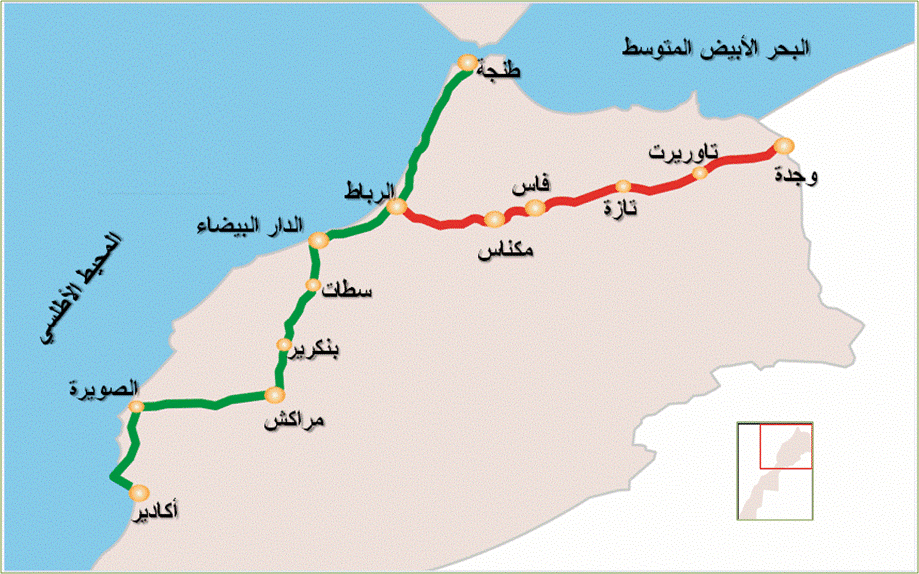 البحر الأبيض المتوسط
طنجة
تاوريرت
وجدة
فاس
تازة
الرباط
مكناس
الدار البيضاء
المحيط الأطلسي
سطات
بنكرير
الصويرة
مراكش
أكادير